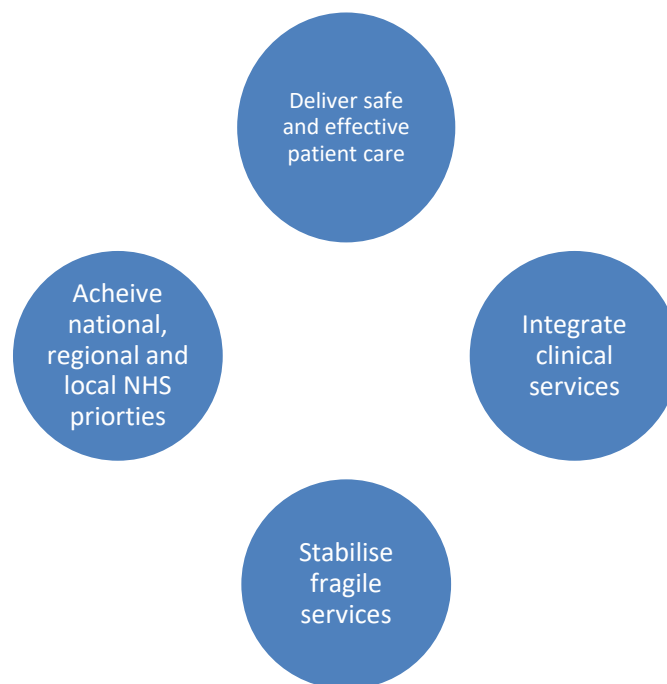 Deliver safe
and effective
patient care
Acheive
national,
regional and
local NHS
priorties
Integrate
clinical
services
Stabilise
fragile
services